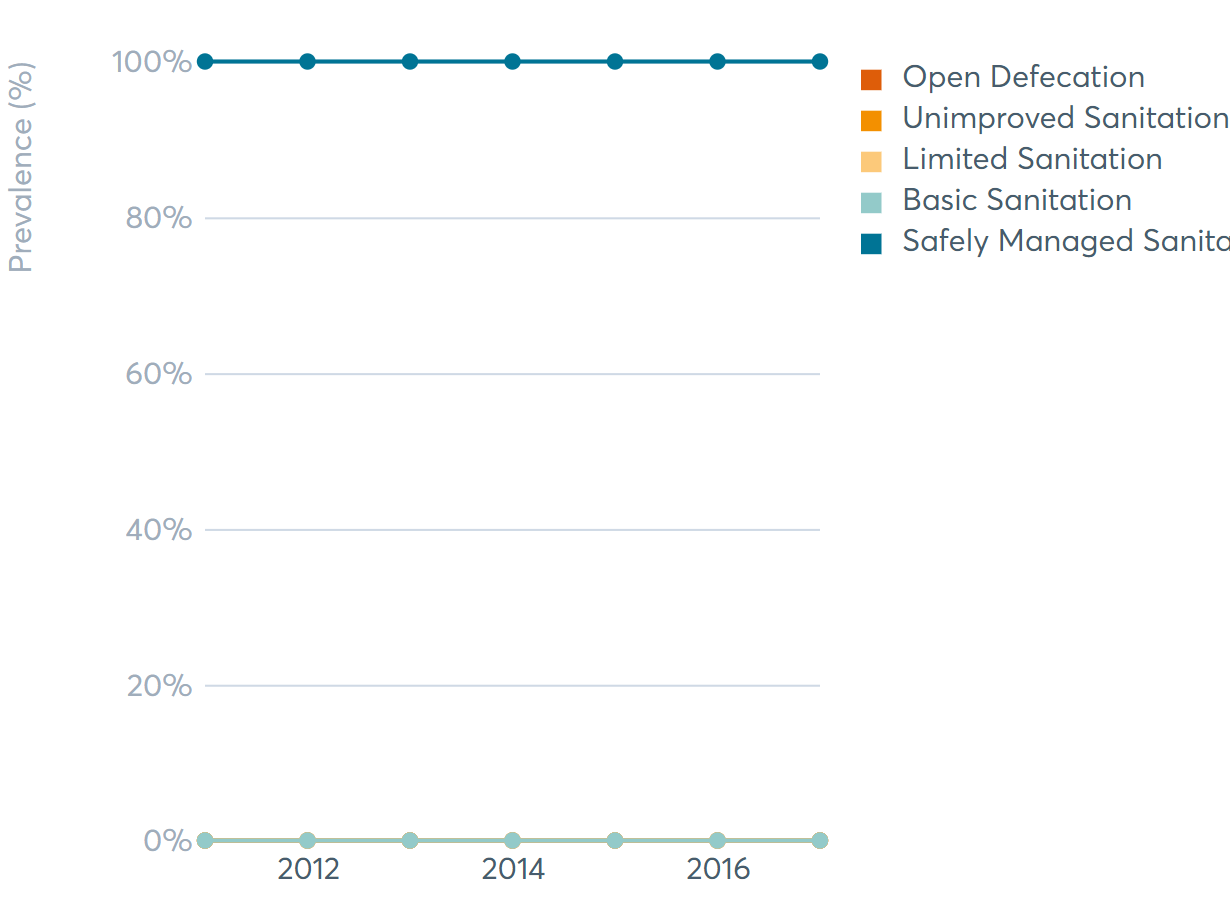 Prevalence (%)
100%
80%
60%
40%
20%
0%
2012
2014
2016
Open Defecation
Unimproved Sanitation
Limited Sanitation
Basic Sanitation
Safely Managed Sanita